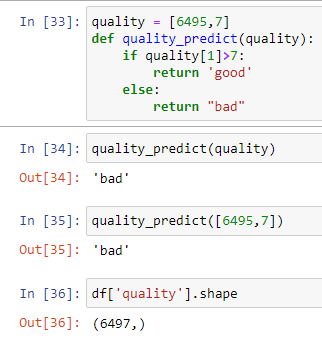 In [33]: quality = [6495,7]
def quality_predict(quality):
    if quality[1]>7:
        return 'good'
    else:
        return "bad"
In [34]: quality_predict(quality)
Out[34]: 'bad'
In [35]: quality_predict([6495,7])
Out[35]: 'bad'
In [36]: df['quality'].shape
Out[36]: (6497,)